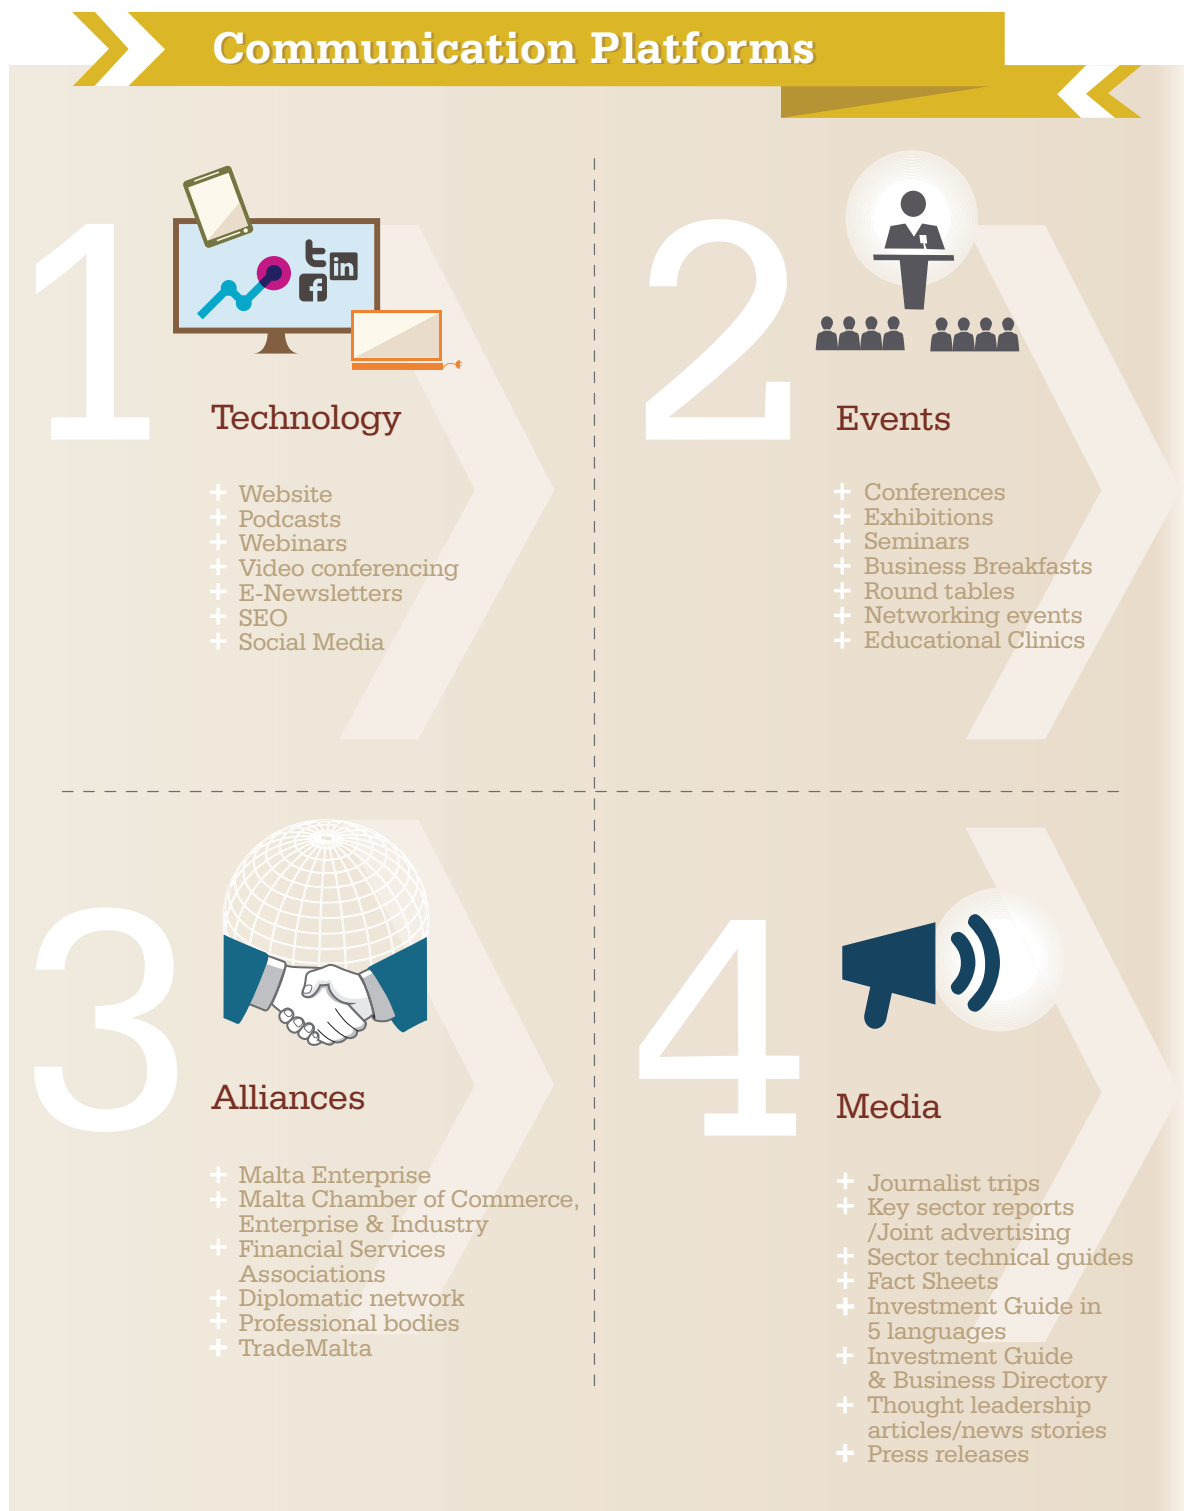 Communication Platforms
1
Technology
+ Website
+ Podcasts
+ Webinars
+ Video conferencing
+ E-Newsletters
+ SEO
+ Social Media
2
Events
+ Conferences
+ Exhibitions
+ Seminars
+ Business Breakfasts
+ Round tables
+ Networking events
+ Educational Clinics
3
Alliances
+ Malta Enterprise
+ Malta Chamber of Commerce,
Enterprise & Industry
+ Financial Services
Associations
+ Diplomatic network
+ Professional bodies
+ TradeMalta
4
Media
+ Journalist trips
+ Key sector reports
/Joint advertising
+ Sector technical guides
+ Fact Sheets
+ Investment Guide in
5 languages
+ Investment Guide
& Business Directory
+ Thought leadership
articles/news stories
+ Press releases